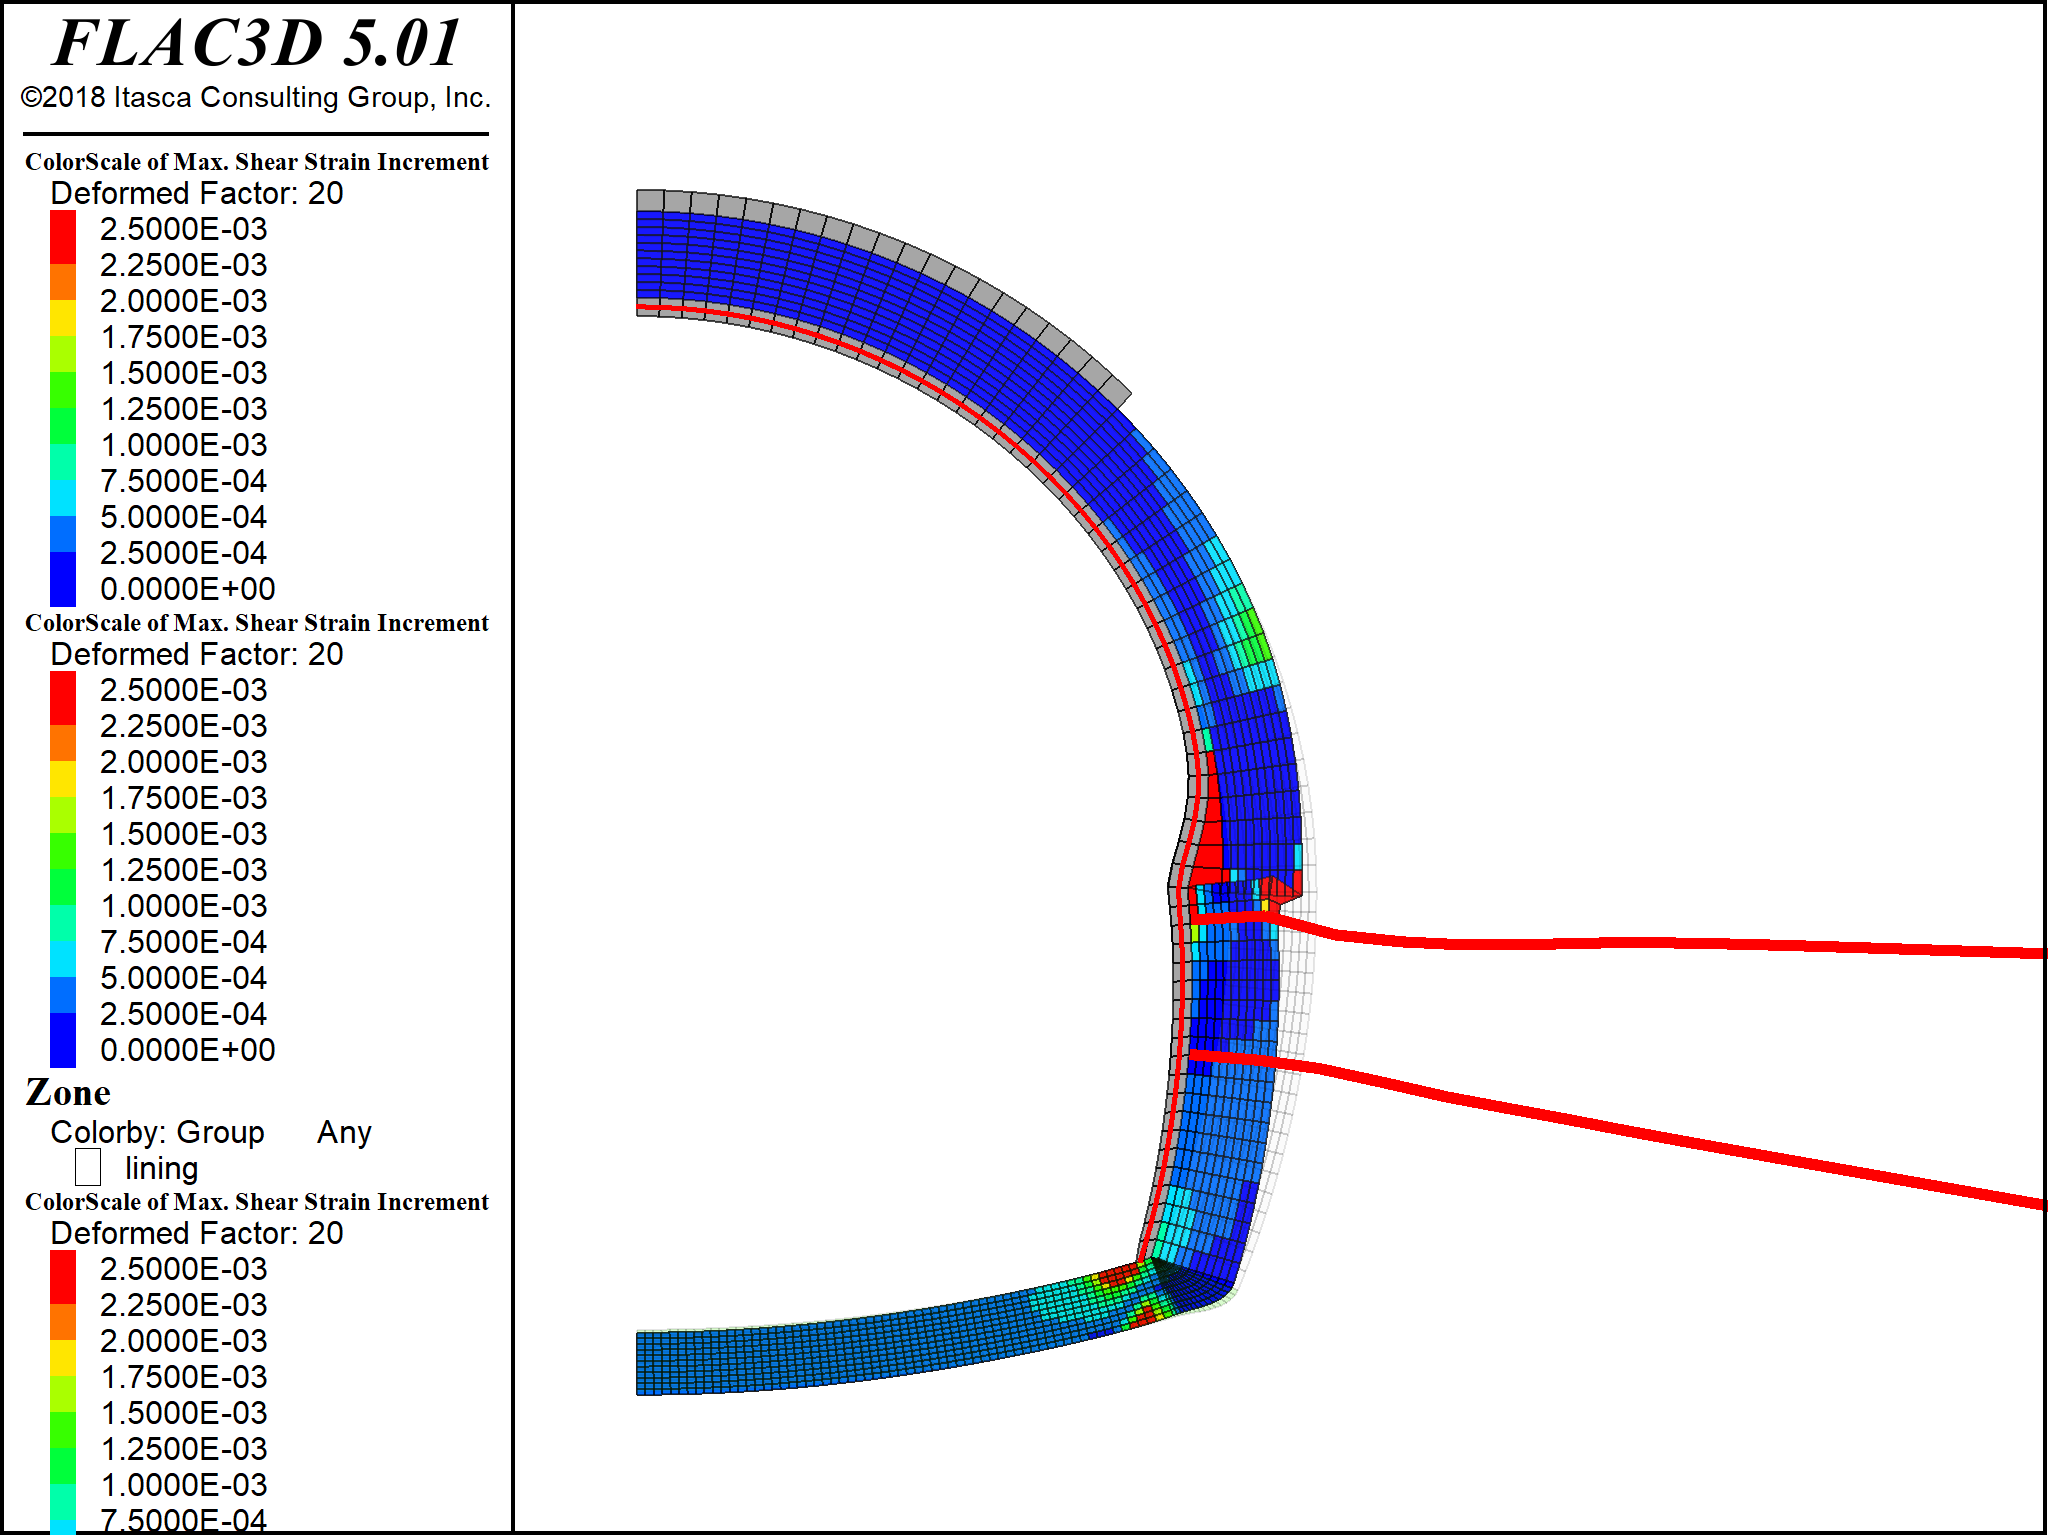 FLAC3D 5.01
©2018 Itasca Consulting Group, Inc.
ColorScale of Max. Shear Strain Increment
Deformed Factor: 20
2.5000E-03
2.2500E-03
2.0000E-03
1.7500E-03
1.5000E-03
1.2500E-03
1.0000E-03
7.5000E-04
5.0000E-04
2.5000E-04
0.0000E+00
ColorScale of Max. Shear Strain Increment
Deformed Factor: 20
2.5000E-03
2.2500E-03
2.0000E-03
1.7500E-03
1.5000E-03
1.2500E-03
1.0000E-03
7.5000E-04
5.0000E-04
2.5000E-04
0.0000E+00
Zone
Colorby: Group Any
lining
ColorScale of Max. Shear Strain Increment
Deformed Factor: 20
2.5000E-03
2.2500E-03
2.0000E-03
1.7500E-03
1.5000E-03
1.2500E-03
1.0000E-03
7.5000E-04